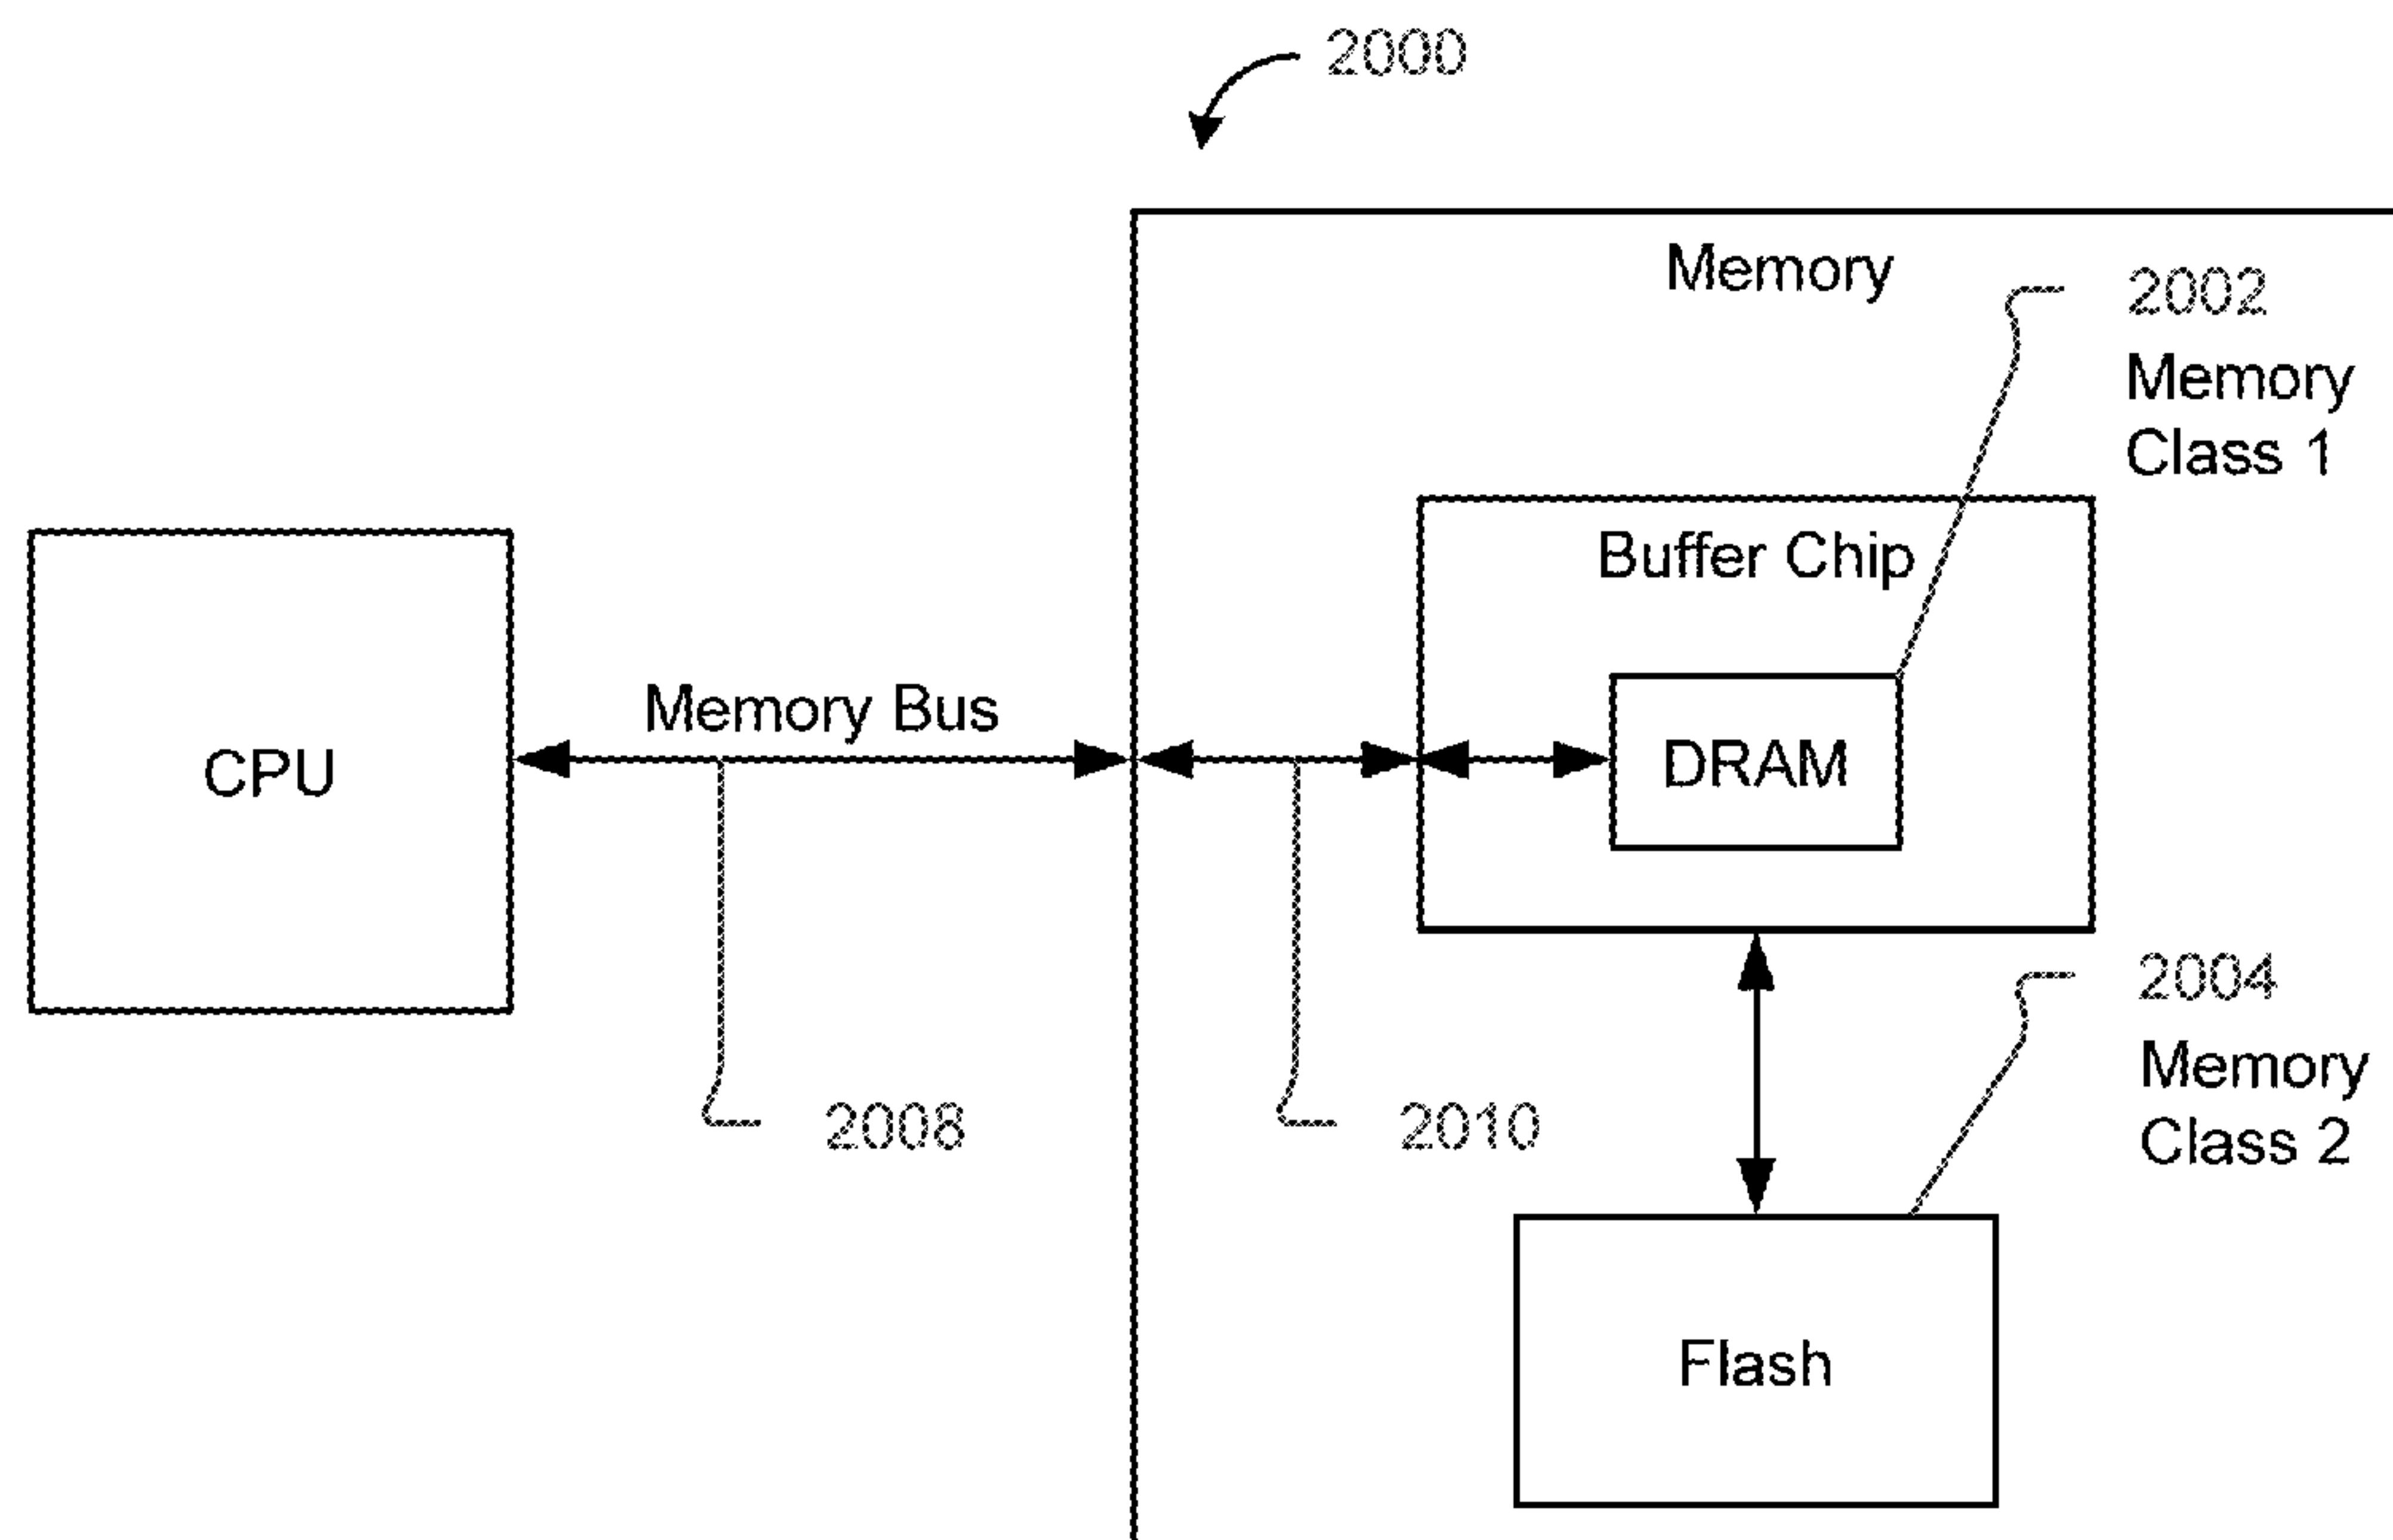 2000
Memory
2002
Memory
Class 1
Buffer Chip
Memory Bus
CPU
DRAM
2004
Memory
Class 2
2008
2010
Flash